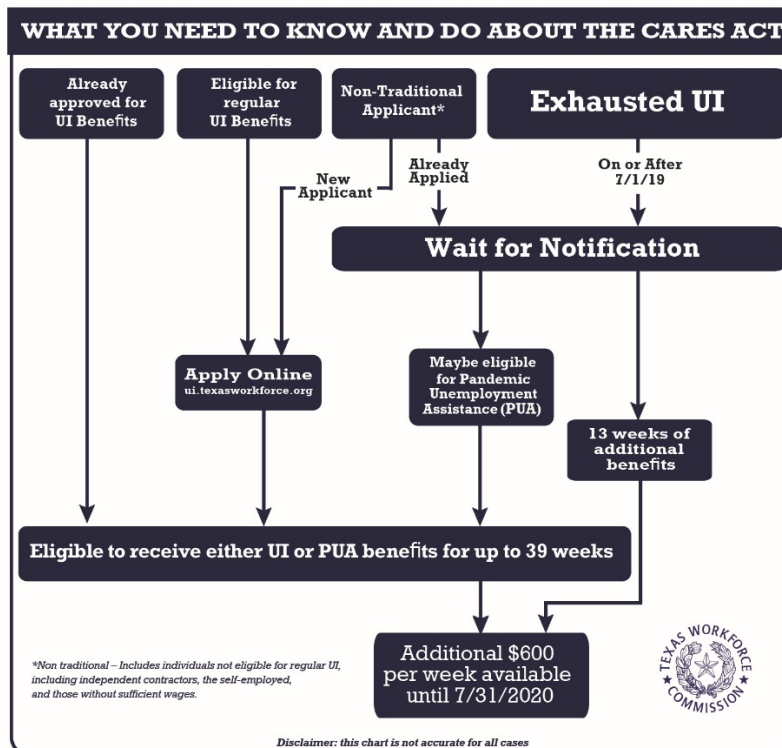 WHAT YOU NEED TO KNOW AND DO ABOUT THE CARES ACT
Already
approved for
UI Benefits
Eligible for
regular
UI Benefits
Non-Traditional
Applicant*
Exhausted UI
New
Applicant
Already
Applied
On or After
7/1/19
Wait for Notification
Apply Online
ui.texasworkforce.org
Maybe eligible
for Pandemic
Unemployment
Assistance (PUA)
13 weeks of
additional
benefits
Eligible to receive either UI or PUA benefits for up to 39 weeks
Additional $600
per week available
until 7/31/2020
*Non traditional – Includes individuals not eligible for regular UI,
including independent contractors, the self-employed,
and those without sufficient wages.
TEXAS WORKFORCE
COMMISSION
Disclaimer: this chart is not accurate for all cases